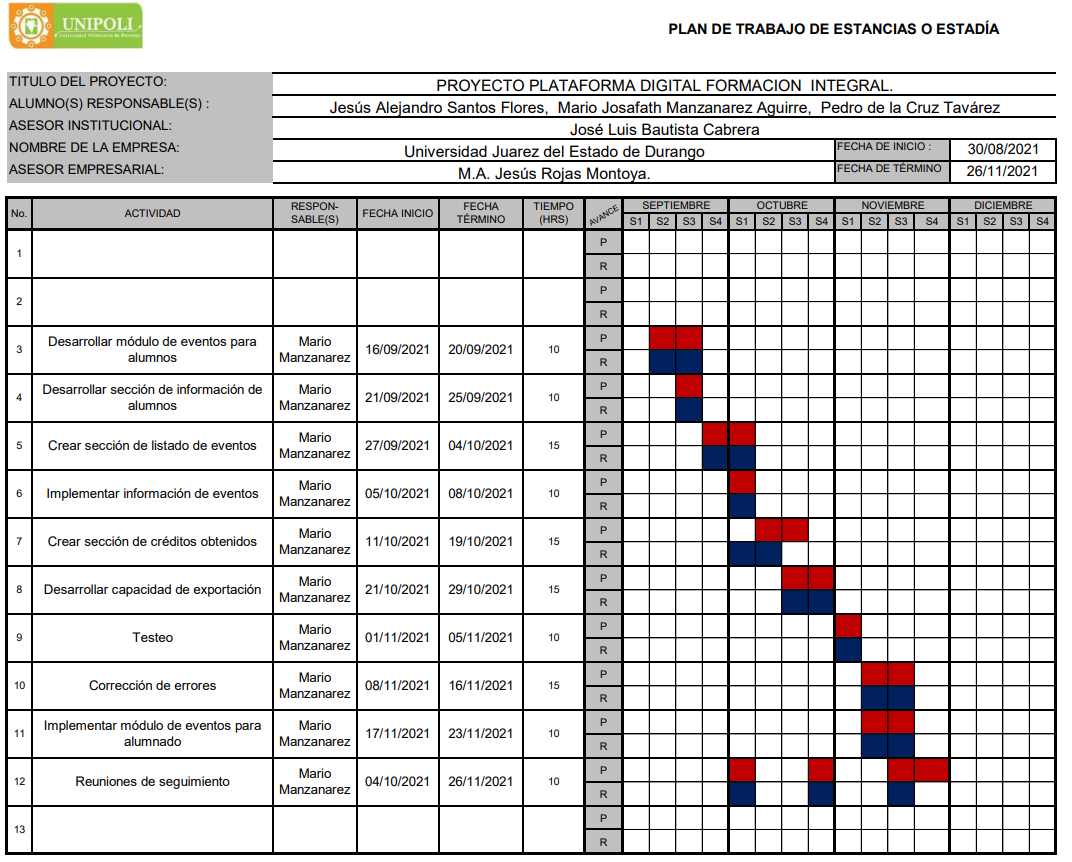 UNIPOLI
Universidad Politécnica de Durango
PLAN DE TRABAJO DE ESTANCIAS O ESTADÍA
TITULO DEL PROYECTO: PROYECTO PLATAFORMA DIGITAL FORMACION INTEGRAL.
ALUMNO(S) RESPONSABLE(S) : Jesús Alejandro Santos Flores, Mario Josafath Manzanarez Aguirre, Pedro de la Cruz Tavárez
ASESOR INSTITUCIONAL: José Luis Bautista Cabrera
NOMBRE DE LA EMPRESA: Universidad Juarez del Estado de Durango FECHA DE INICIO : 30/08/2021
ASESOR EMPRESARIAL: M.A. Jesús Rojas Montoya. FECHA DE TÉRMINO 26/11/2021
No. ACTIVIDAD RESPON-SABLE(S) FECHA INICIO FECHA TÉRMINO TIEMPO (HRS) AVANCE SEPTIEMBRE OCTUBRE NOVIEMBRE DICIEMBRE
S1 S2 S3 S4 S1 S2 S3 S4 S1 S2 S3 S4 S1 S2 S3 S4
1 P
R
2 P
R
3 Desarrollar módulo de eventos para alumnos Mario Manzanarez 16/09/2021 20/09/2021 10 P
R
4 Desarrollar sección de información de alumnos Mario Manzanarez 21/09/2021 25/09/2021 10 P
R
5 Crear sección de listado de eventos Mario Manzanarez 27/09/2021 04/10/2021 15 P
R
6 Implementar información de eventos Mario Manzanarez 05/10/2021 08/10/2021 10 P
R
7 Crear sección de créditos obtenidos Mario Manzanarez 11/10/2021 19/10/2021 15 P
R
8 Desarrollar capacidad de exportación Mario Manzanarez 21/10/2021 29/10/2021 15 P
R
9 Testeo Mario Manzanarez 01/11/2021 05/11/2021 10 P
R
10 Corrección de errores Mario Manzanarez 08/11/2021 16/11/2021 15 P
R
11 Implementar módulo de eventos para alumnado Mario Manzanarez 17/11/2021 23/11/2021 10 P
R
12 Reuniones de seguimiento Mario Manzanarez 04/10/2021 26/11/2021 10 P
R
13 P
R